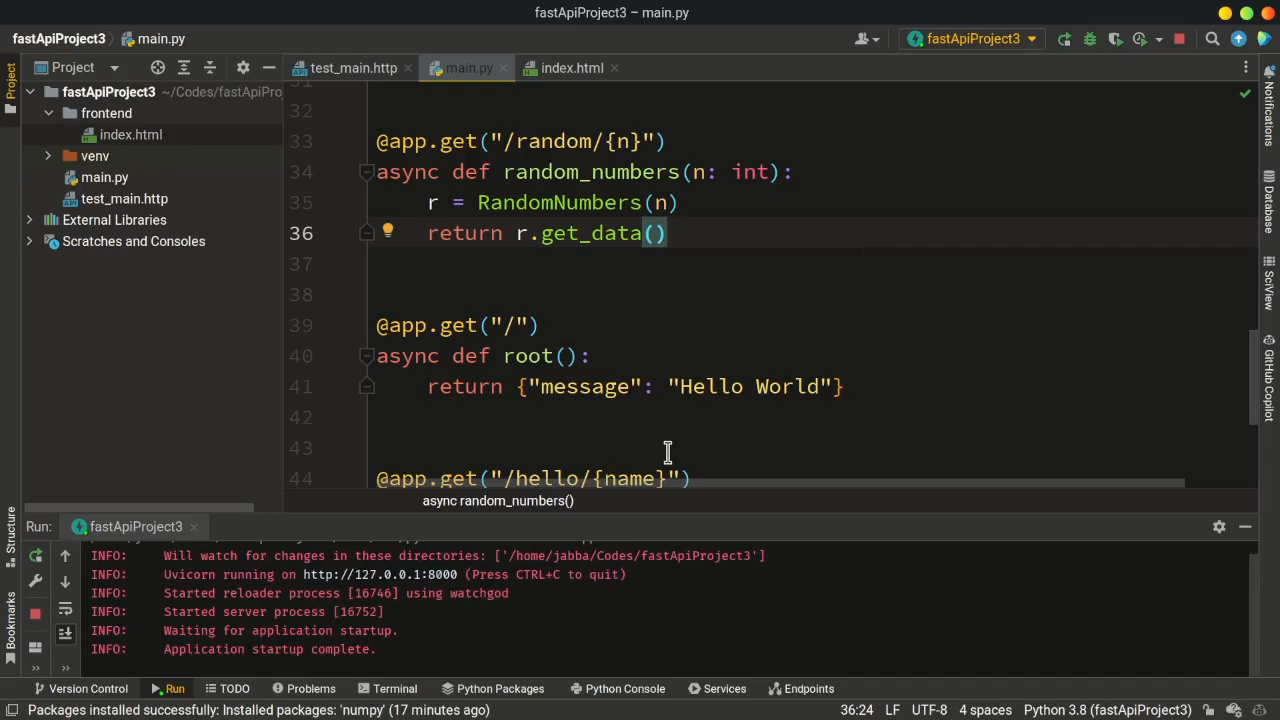 fastApiProject3 – main.py
fastApiProject3
main.py
fastApiProject3
Project
Project
test_main.http
main.py
index.html
fastApiProject3 ~/Codes/fastApiPro
frontend
index.html
venv
main.py
test_main.http
External Libraries
Scratches and Consoles
32
33 @app.get("/random/{n}")
34 async def random_numbers(n: int):
35 r = RandomNumbers(n)
36 return r.get_data()
37
38
39 @app.get("/")
40 async def root():
41 return {"message": "Hello World"}
42
43
44 @app.get("/hello/{name}")
async random_numbers()
Notifications
Database
SciView
GitHub Copilot
Structure
Bookmarks
Run: fastApiProject3
INFO: Will watch for changes in these directories: ['/home/jabba/Codes/fastApiProject3']
INFO: Uvicorn running on http://127.0.0.1:8000 (Press CTRL+C to quit)
INFO: Started reloader process [16746] using watchgod
INFO: Started server process [16752]
INFO: Waiting for application startup.
INFO: Application startup complete.
Version Control
Run
TODO
Problems
Terminal
Python Packages
Python Console
Services
Endpoints
Packages installed successfully: Installed packages: 'numpy' (17 minutes ago)
36:24 LF UTF-8 4 spaces Python 3.8 (fastApiProject3)